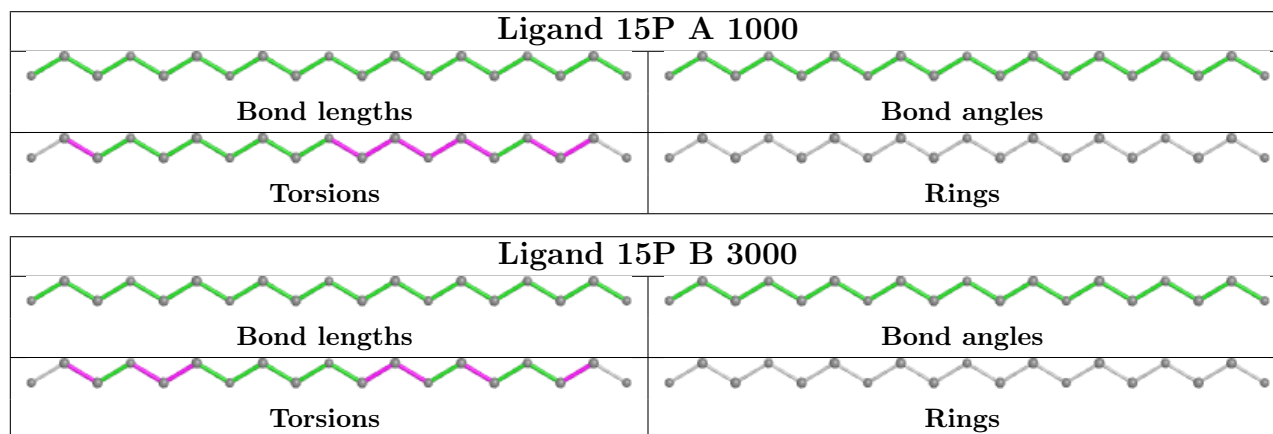 Ligand 15P A 1000
Bond lengths Bond angles
Torsions Rings
Ligand 15P B 3000
Bond lengths Bond angles
Torsions Rings